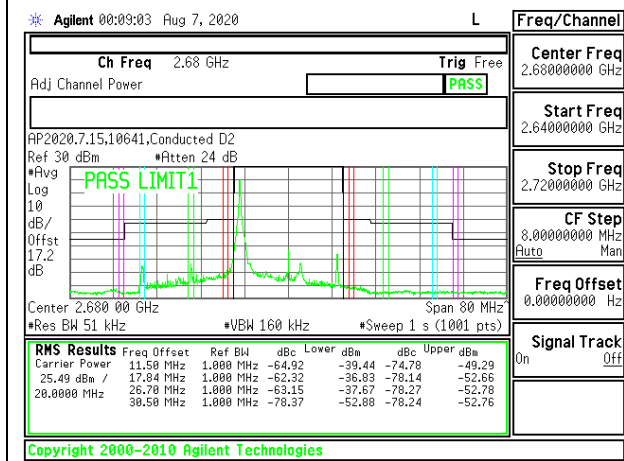 Agilent 00:09:03 Aug 7, 2020 L
Freq/Channel
Ch Freq 2.68 GHz Trig Free
Adj Channel Power
PASS
Center Freq
2.68000000 GHz
Start Freq
2.64000000 GHz
AP2020.7.15,10641,Conducted D2
Ref 30 dBm #Atten 24 dB
#Avg
Log
10
dB/
Offst
17.2
dB
PASS LIMIT1
Stop Freq
2.72000000 GHz
CF Step
8.00000000 MHz
Auto Man
Freq Offset
0.00000000 Hz
Center 2.680 00 GHz Span 80 MHz^
#Res BW 51 kHz #VBW 160 kHz #Sweep 1 s (1001 pts)
Signal Track
On Off
RMS Results Freq Offset Ref BW dBc Lower dBm dBc Upper dBm
Carrier Power 11.50 MHz 1.000 MHz -64.92 -39.44 -74.78 -49.29
25.49 dBm / 17.84 MHz 1.000 MHz -62.32 -36.83 -78.14 -52.66
20.0000 MHz 26.70 MHz 1.000 MHz -63.15 -37.67 -78.27 -52.78
30.50 MHz 1.000 MHz -78.37 -52.88 -78.24 -52.76
Copyright 2000-2010 Agilent Technologies